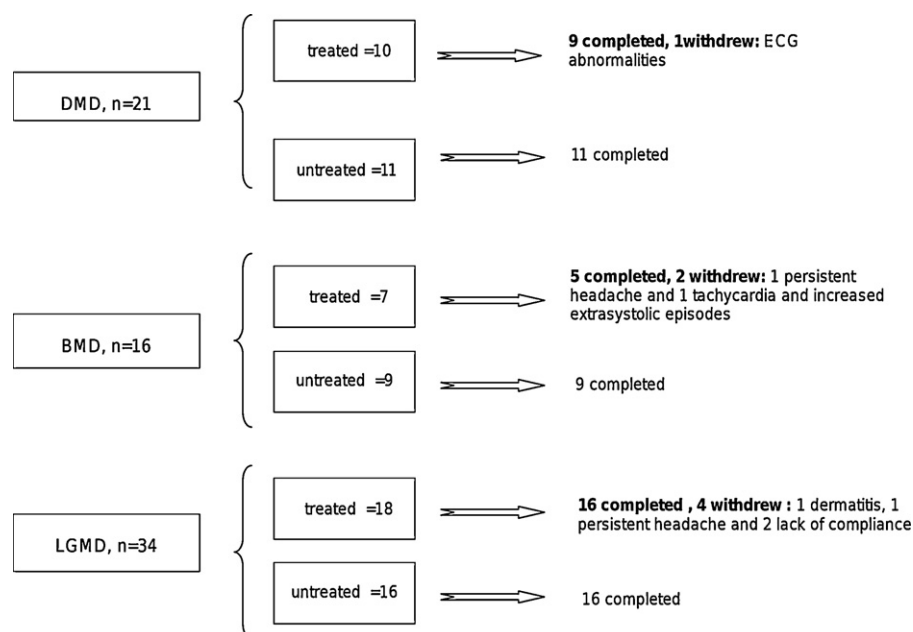 DMD, n=21
treated =10
9 completed, 1withdrew: ECG
abnormalities
untreated =11
11 completed
BMD, n=16
treated =7
5 completed, 2 withdrew: 1 persistent
headache and 1 tachycardia and increased
extrasystolic episodes
untreated =9
9 completed
LGMD, n=34
treated =18
16 completed , 4 withdrew : 1 dermatitis, 1
persistent headache and 2 lack of compliance
untreated =16
16 completed